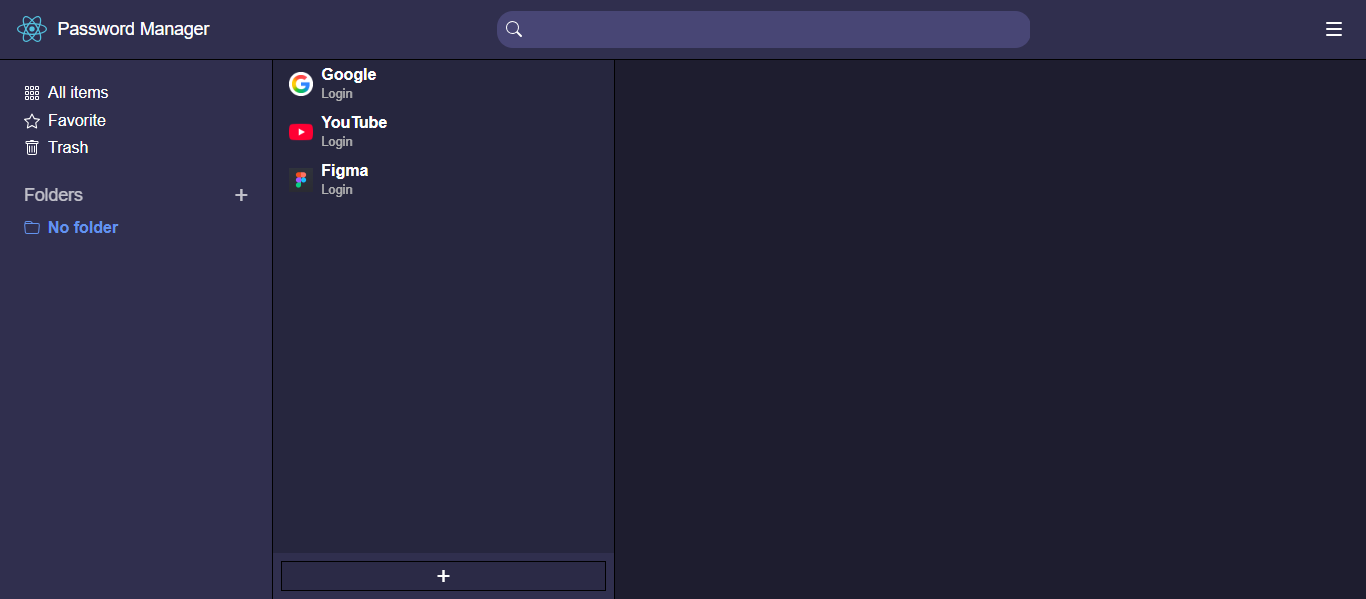 Password Manager
All items
Favorite
Trash
Folders
No folder
Google
Login
YouTube
Login
Figma
Login